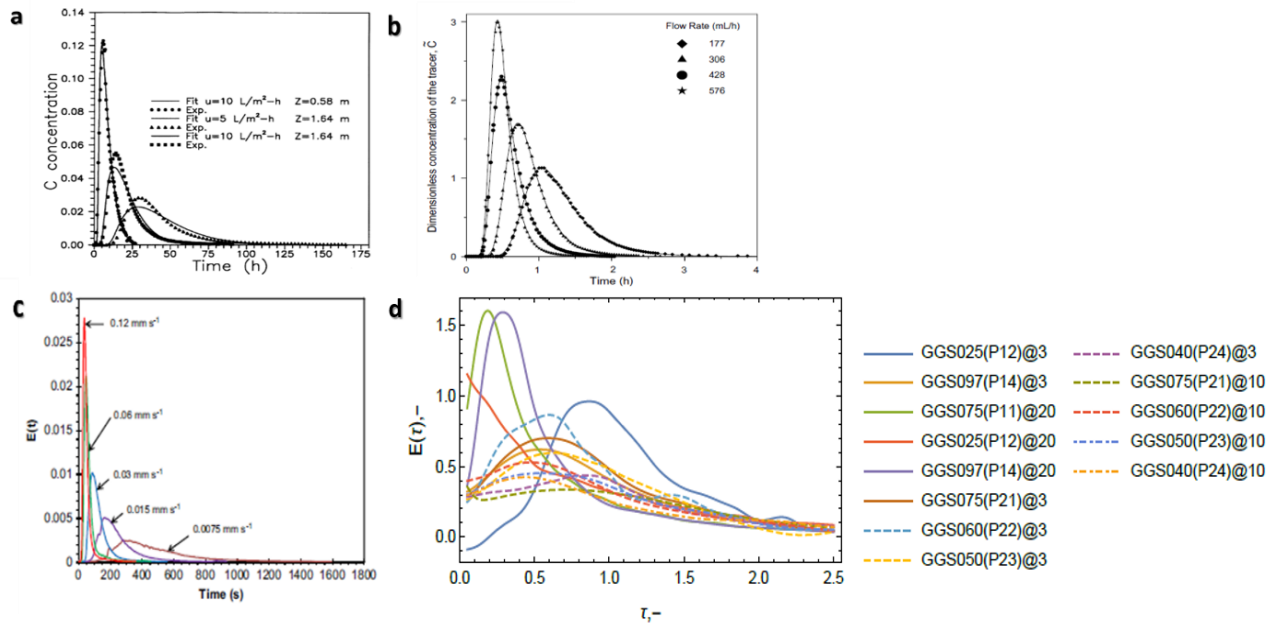 a
C concentration
0.14
0.12
0.10
0.08
0.06
0.04
0.02
0.00
Fit u=10 L/m²-h Z=0.58 m
Exp.
Fit u=5 L/m²-h Z=1.64 m
Exp.
Fit u=10 L/m²-h Z=1.64 m
Exp.
0 25 50 75 100 125 150 175
Time (h)
b
Dimensionless concentration of the tracer, C̃
3
2
1
0
Flow Rate (mL/h)
177
306
428
576
0 1 2 3 4
Time (h)
c
E(t)
0.03
0.025
0.02
0.015
0.01
0.005
0
0.12 mm s⁻¹
0.06 mm s⁻¹
0.03 mm s⁻¹
0.015 mm s⁻¹
0.0075 mm s⁻¹
0 200 400 600 800 1000 1200 1400 1600 1800
Time (s)
d
E(τ),–
1.5
1.0
0.5
0.0
0.0 0.5 1.0 1.5 2.0 2.5
τ,–
GGS025(P12)@3
GGS097(P14)@3
GGS075(P11)@20
GGS025(P12)@20
GGS097(P14)@20
GGS075(P21)@3
GGS060(P22)@3
GGS050(P23)@3
GGS040(P24)@3
GGS075(P21)@10
GGS060(P22)@10
GGS050(P23)@10
GGS040(P24)@10